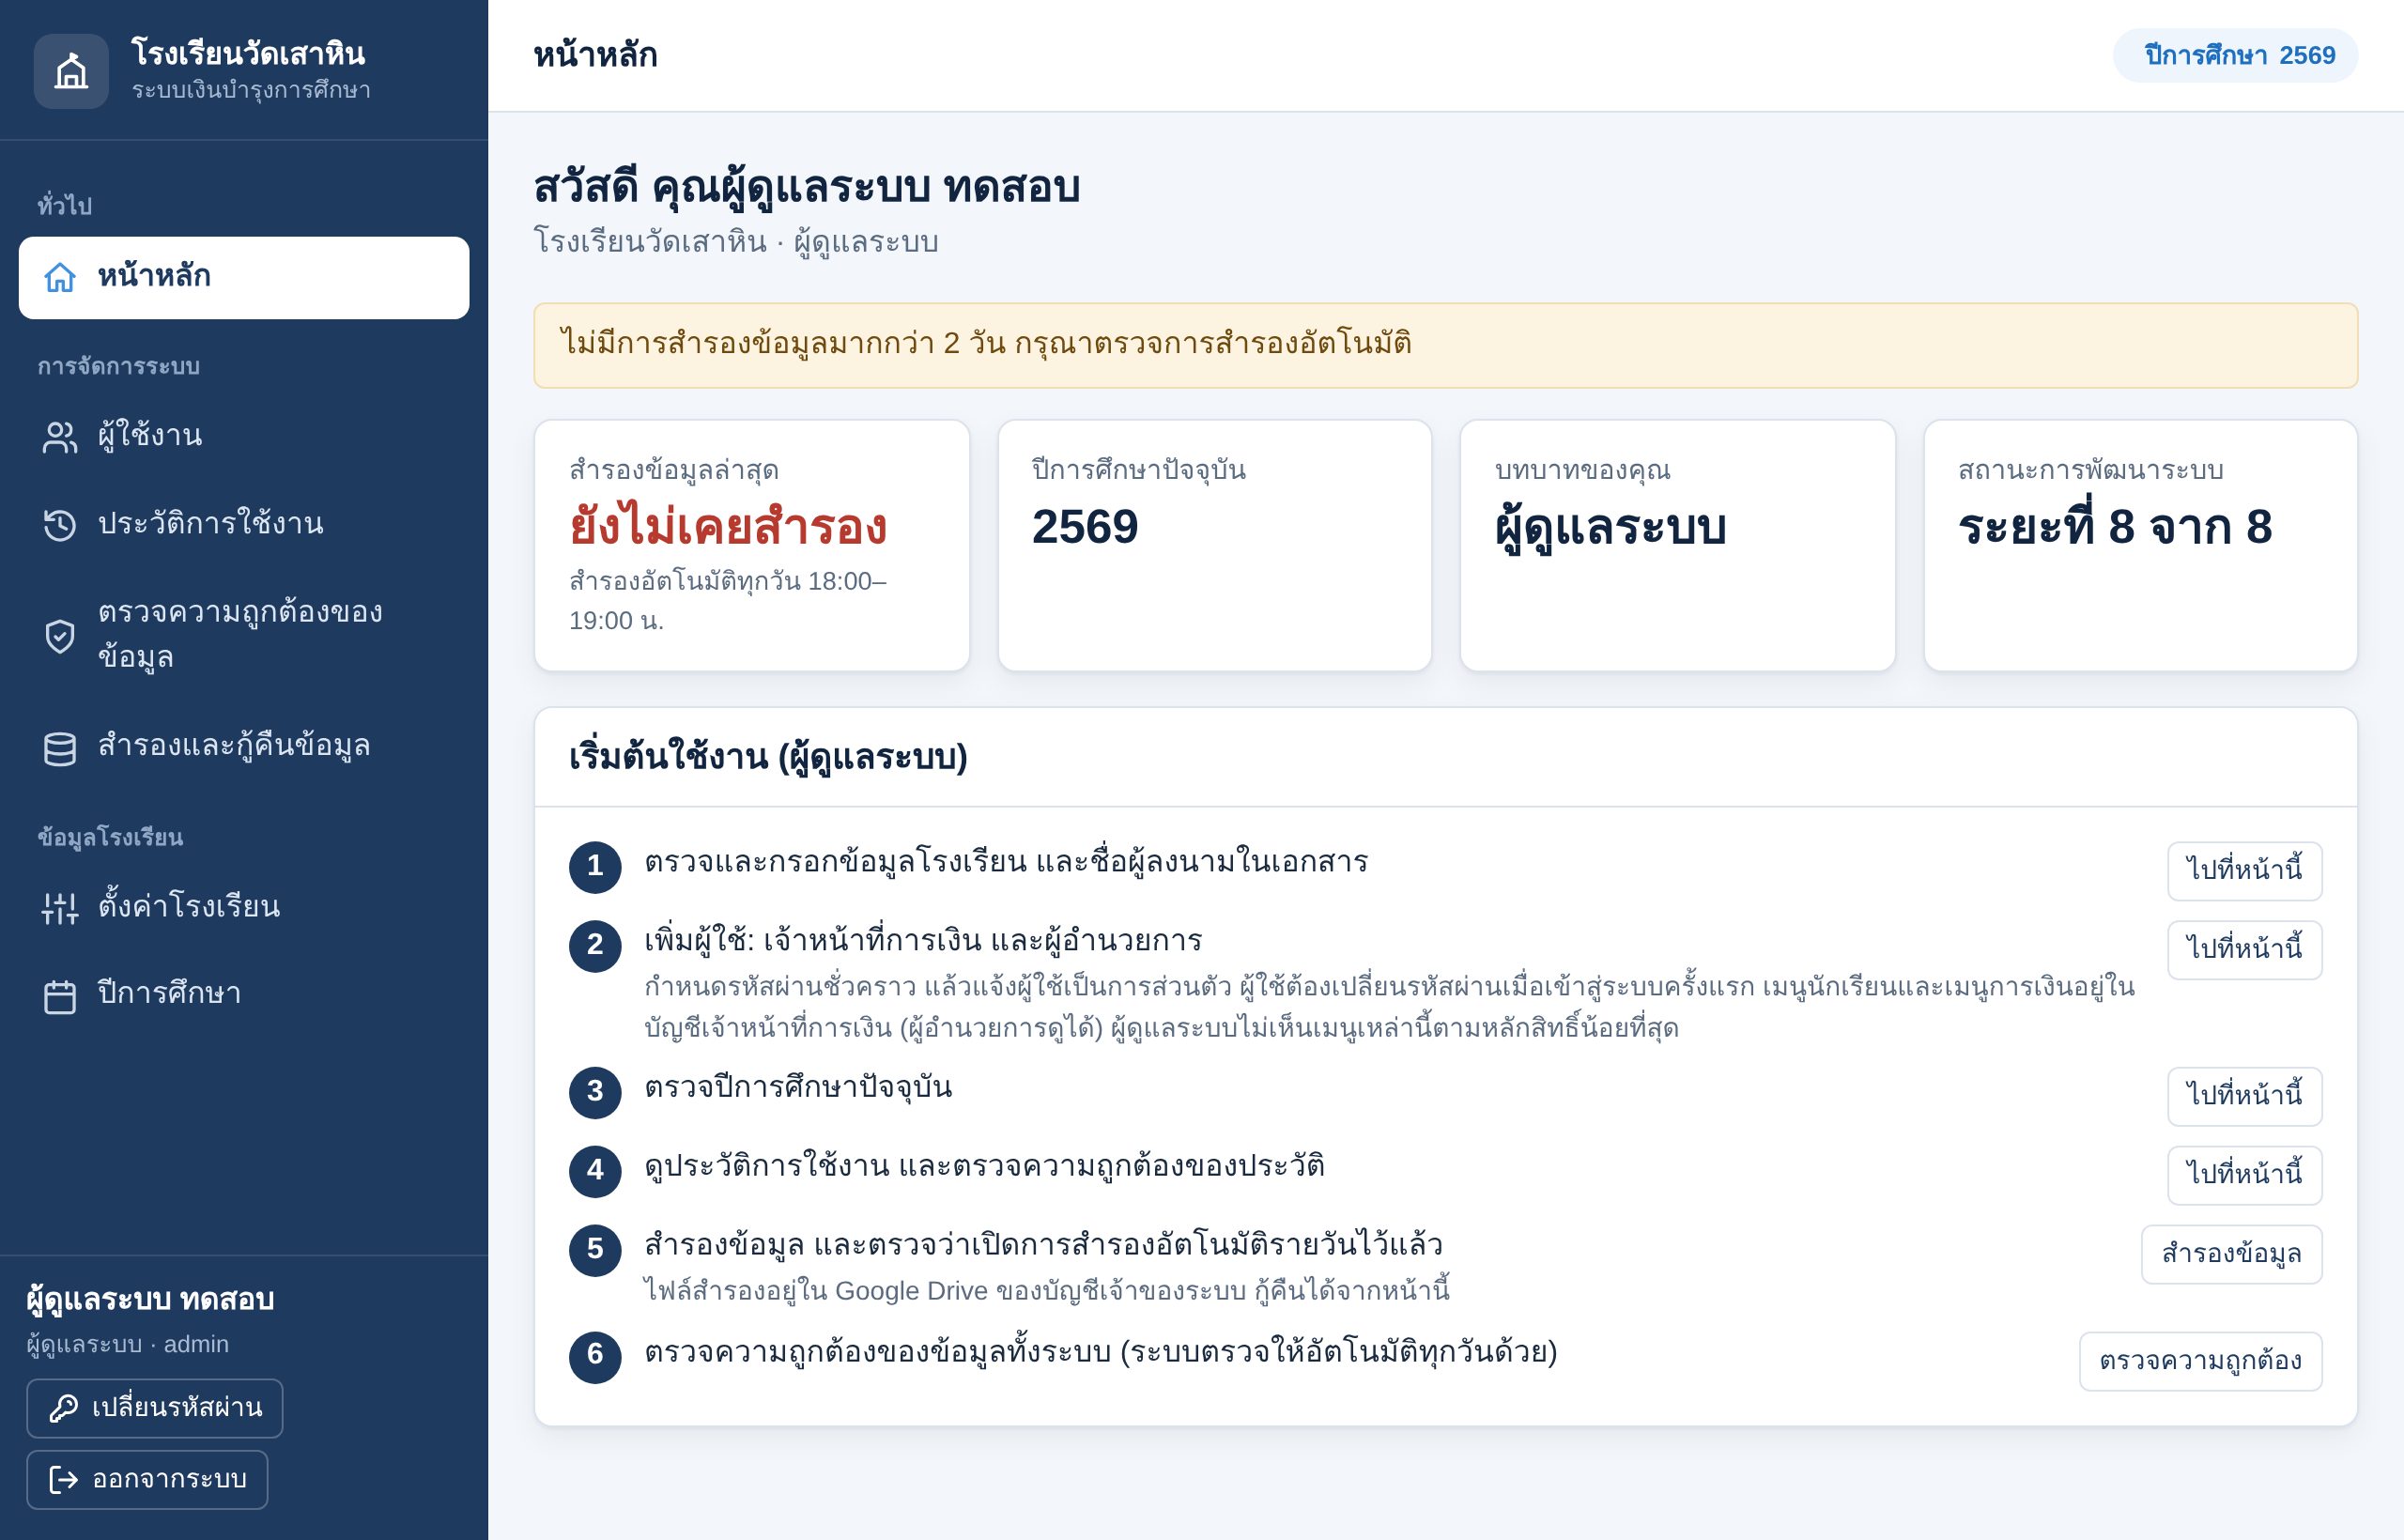 โรงเรียนวัดเสาหิน
ระบบเงินบำรุงการศึกษา
ทั่วไป
หน้าหลัก
การจัดการระบบ
ผู้ใช้งาน
ประวัติการใช้งาน
ตรวจความถูกต้องของ
ข้อมูล
สำรองและกู้คืนข้อมูล
ข้อมูลโรงเรียน
ตั้งค่าโรงเรียน
ปีการศึกษา
ผู้ดูแลระบบ ทดสอบ
ผู้ดูแลระบบ · admin
เปลี่ยนรหัสผ่าน
ออกจากระบบ
หน้าหลัก
ปีการศึกษา 2569
สวัสดี คุณผู้ดูแลระบบ ทดสอบ
โรงเรียนวัดเสาหิน · ผู้ดูแลระบบ
ไม่มีการสำรองข้อมูลมากกว่า 2 วัน กรุณาตรวจการสำรองอัตโนมัติ
สำรองข้อมูลล่าสุด
ยังไม่เคยสำรอง
สำรองอัตโนมัติทุกวัน 18:00–
19:00 น.
ปีการศึกษาปัจจุบัน
2569
บทบาทของคุณ
ผู้ดูแลระบบ
สถานะการพัฒนาระบบ
ระยะที่ 8 จาก 8
เริ่มต้นใช้งาน (ผู้ดูแลระบบ)
1 ตรวจและกรอกข้อมูลโรงเรียน และชื่อผู้ลงนามในเอกสาร ไปที่หน้านี้
2 เพิ่มผู้ใช้: เจ้าหน้าที่การเงิน และผู้อำนวยการ ไปที่หน้านี้
กำหนดรหัสผ่านชั่วคราว แล้วแจ้งผู้ใช้เป็นการส่วนตัว ผู้ใช้ต้องเปลี่ยนรหัสผ่านเมื่อเข้าสู่ระบบครั้งแรก เมนูนักเรียนและเมนูการเงินอยู่ใน
บัญชีเจ้าหน้าที่การเงิน (ผู้อำนวยการดูได้) ผู้ดูแลระบบไม่เห็นเมนูเหล่านี้ตามหลักสิทธิ์น้อยที่สุด
3 ตรวจปีการศึกษาปัจจุบัน ไปที่หน้านี้
4 ดูประวัติการใช้งาน และตรวจความถูกต้องของประวัติ ไปที่หน้านี้
5 สำรองข้อมูล และตรวจว่าเปิดการสำรองอัตโนมัติรายวันไว้แล้ว สำรองข้อมูล
ไฟล์สำรองอยู่ใน Google Drive ของบัญชีเจ้าของระบบ กู้คืนได้จากหน้านี้
6 ตรวจความถูกต้องของข้อมูลทั้งระบบ (ระบบตรวจให้อัตโนมัติทุกวันด้วย) ตรวจความถูกต้อง